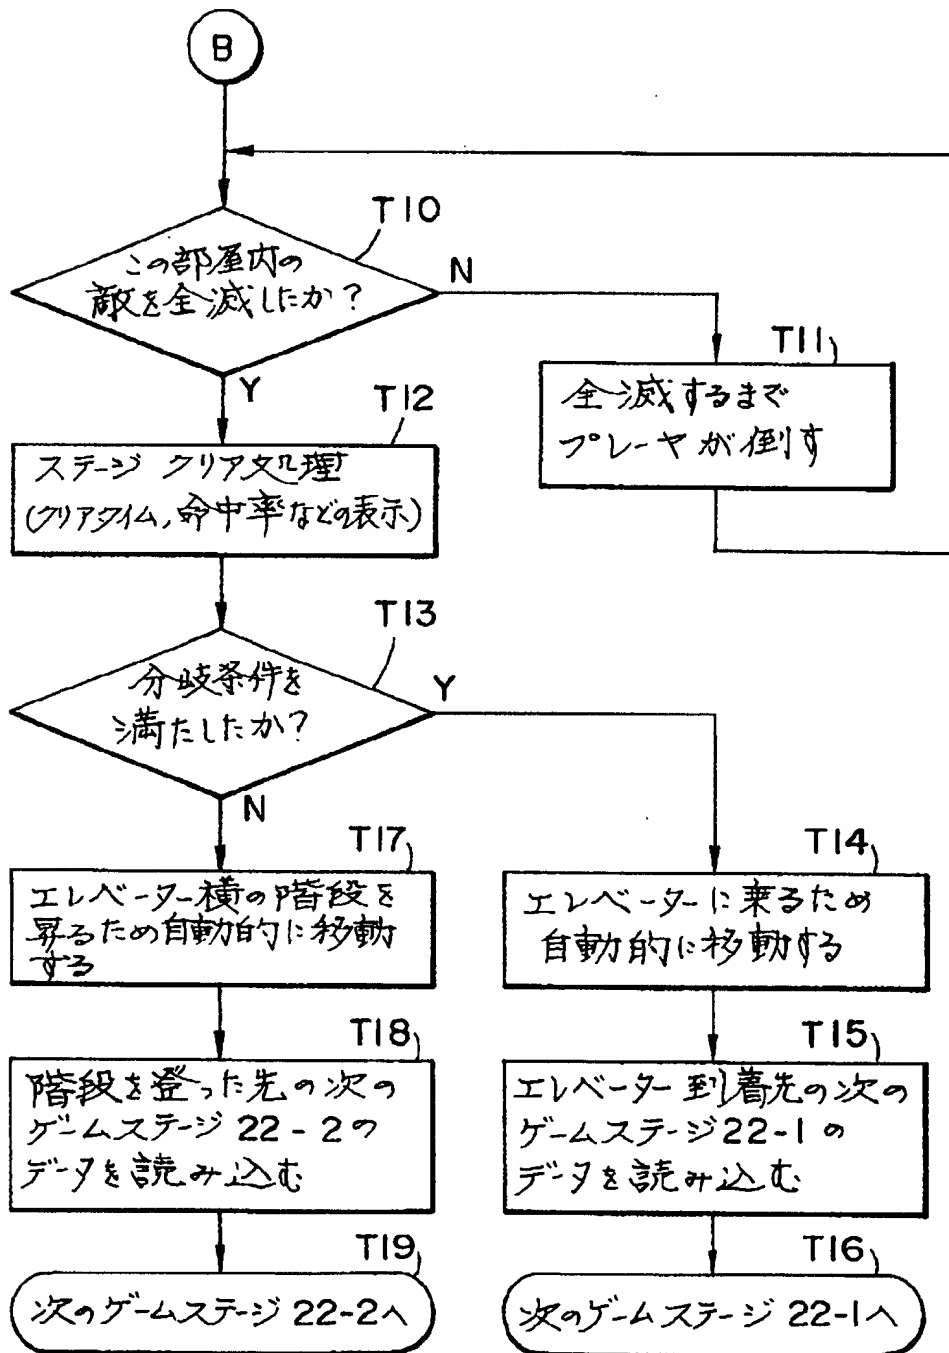 B
T10
この部屋内の
敵を全滅したか?
N
Y
T11
全滅するまで
プレーヤが倒す
T12
ステージ クリア処理
(クリアタイム,命中率などの表示)
T13
分岐条件を
満たしたか?
Y
N
T17
エレベーター横の階段を
昇るため自動的に移動
する
T14
エレベーターに乗るため
自動的に移動する
T18
階段を登った先の次の
ゲームステージ22-2の
データを読み込む
T15
エレベーター到着先の次の
ゲームステージ22-1の
データを読み込む
T19
次のゲームステージ22-2へ
T16
次のゲームステージ22-1へ